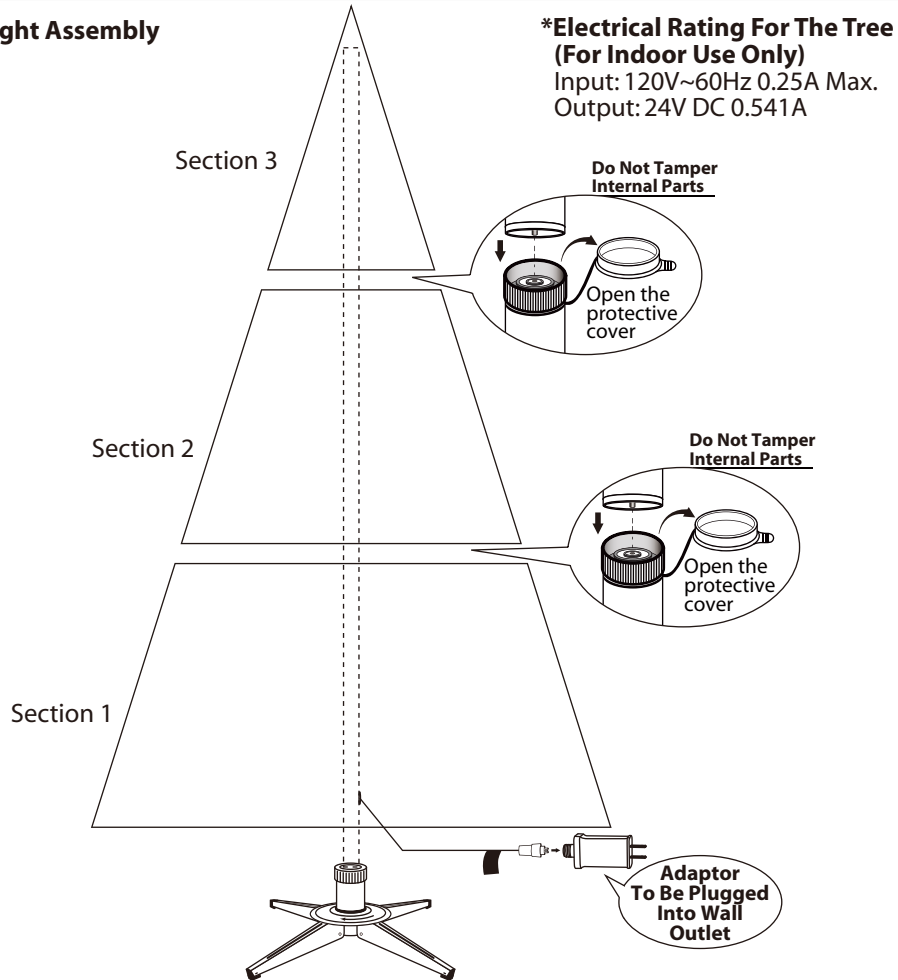 ght Assembly
*Electrical Rating For The Tree
(For Indoor Use Only)
Input: 120V~60Hz 0.25A Max.
Output: 24V DC 0.541A
Section 3
Do Not Tamper
Internal Parts
Open the
protective
cover
Section 2
Do Not Tamper
Internal Parts
Open the
protective
cover
Section 1
Adaptor
To Be Plugged
Into Wall
Outlet